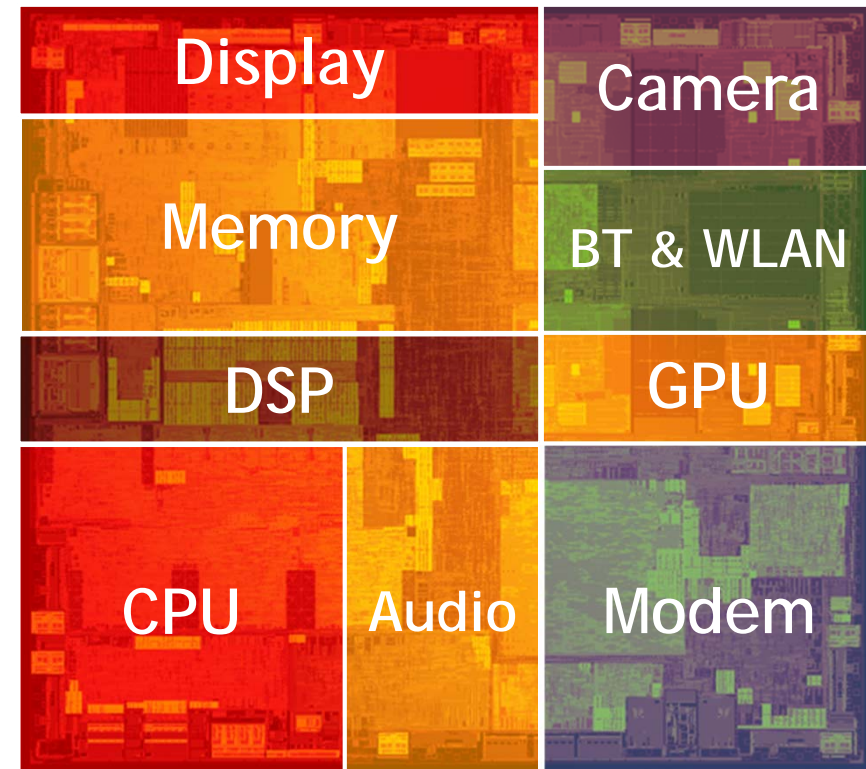 Display
Camera
Memory
BT & WLAN
DSP
GPU
CPU
Audio
Modem